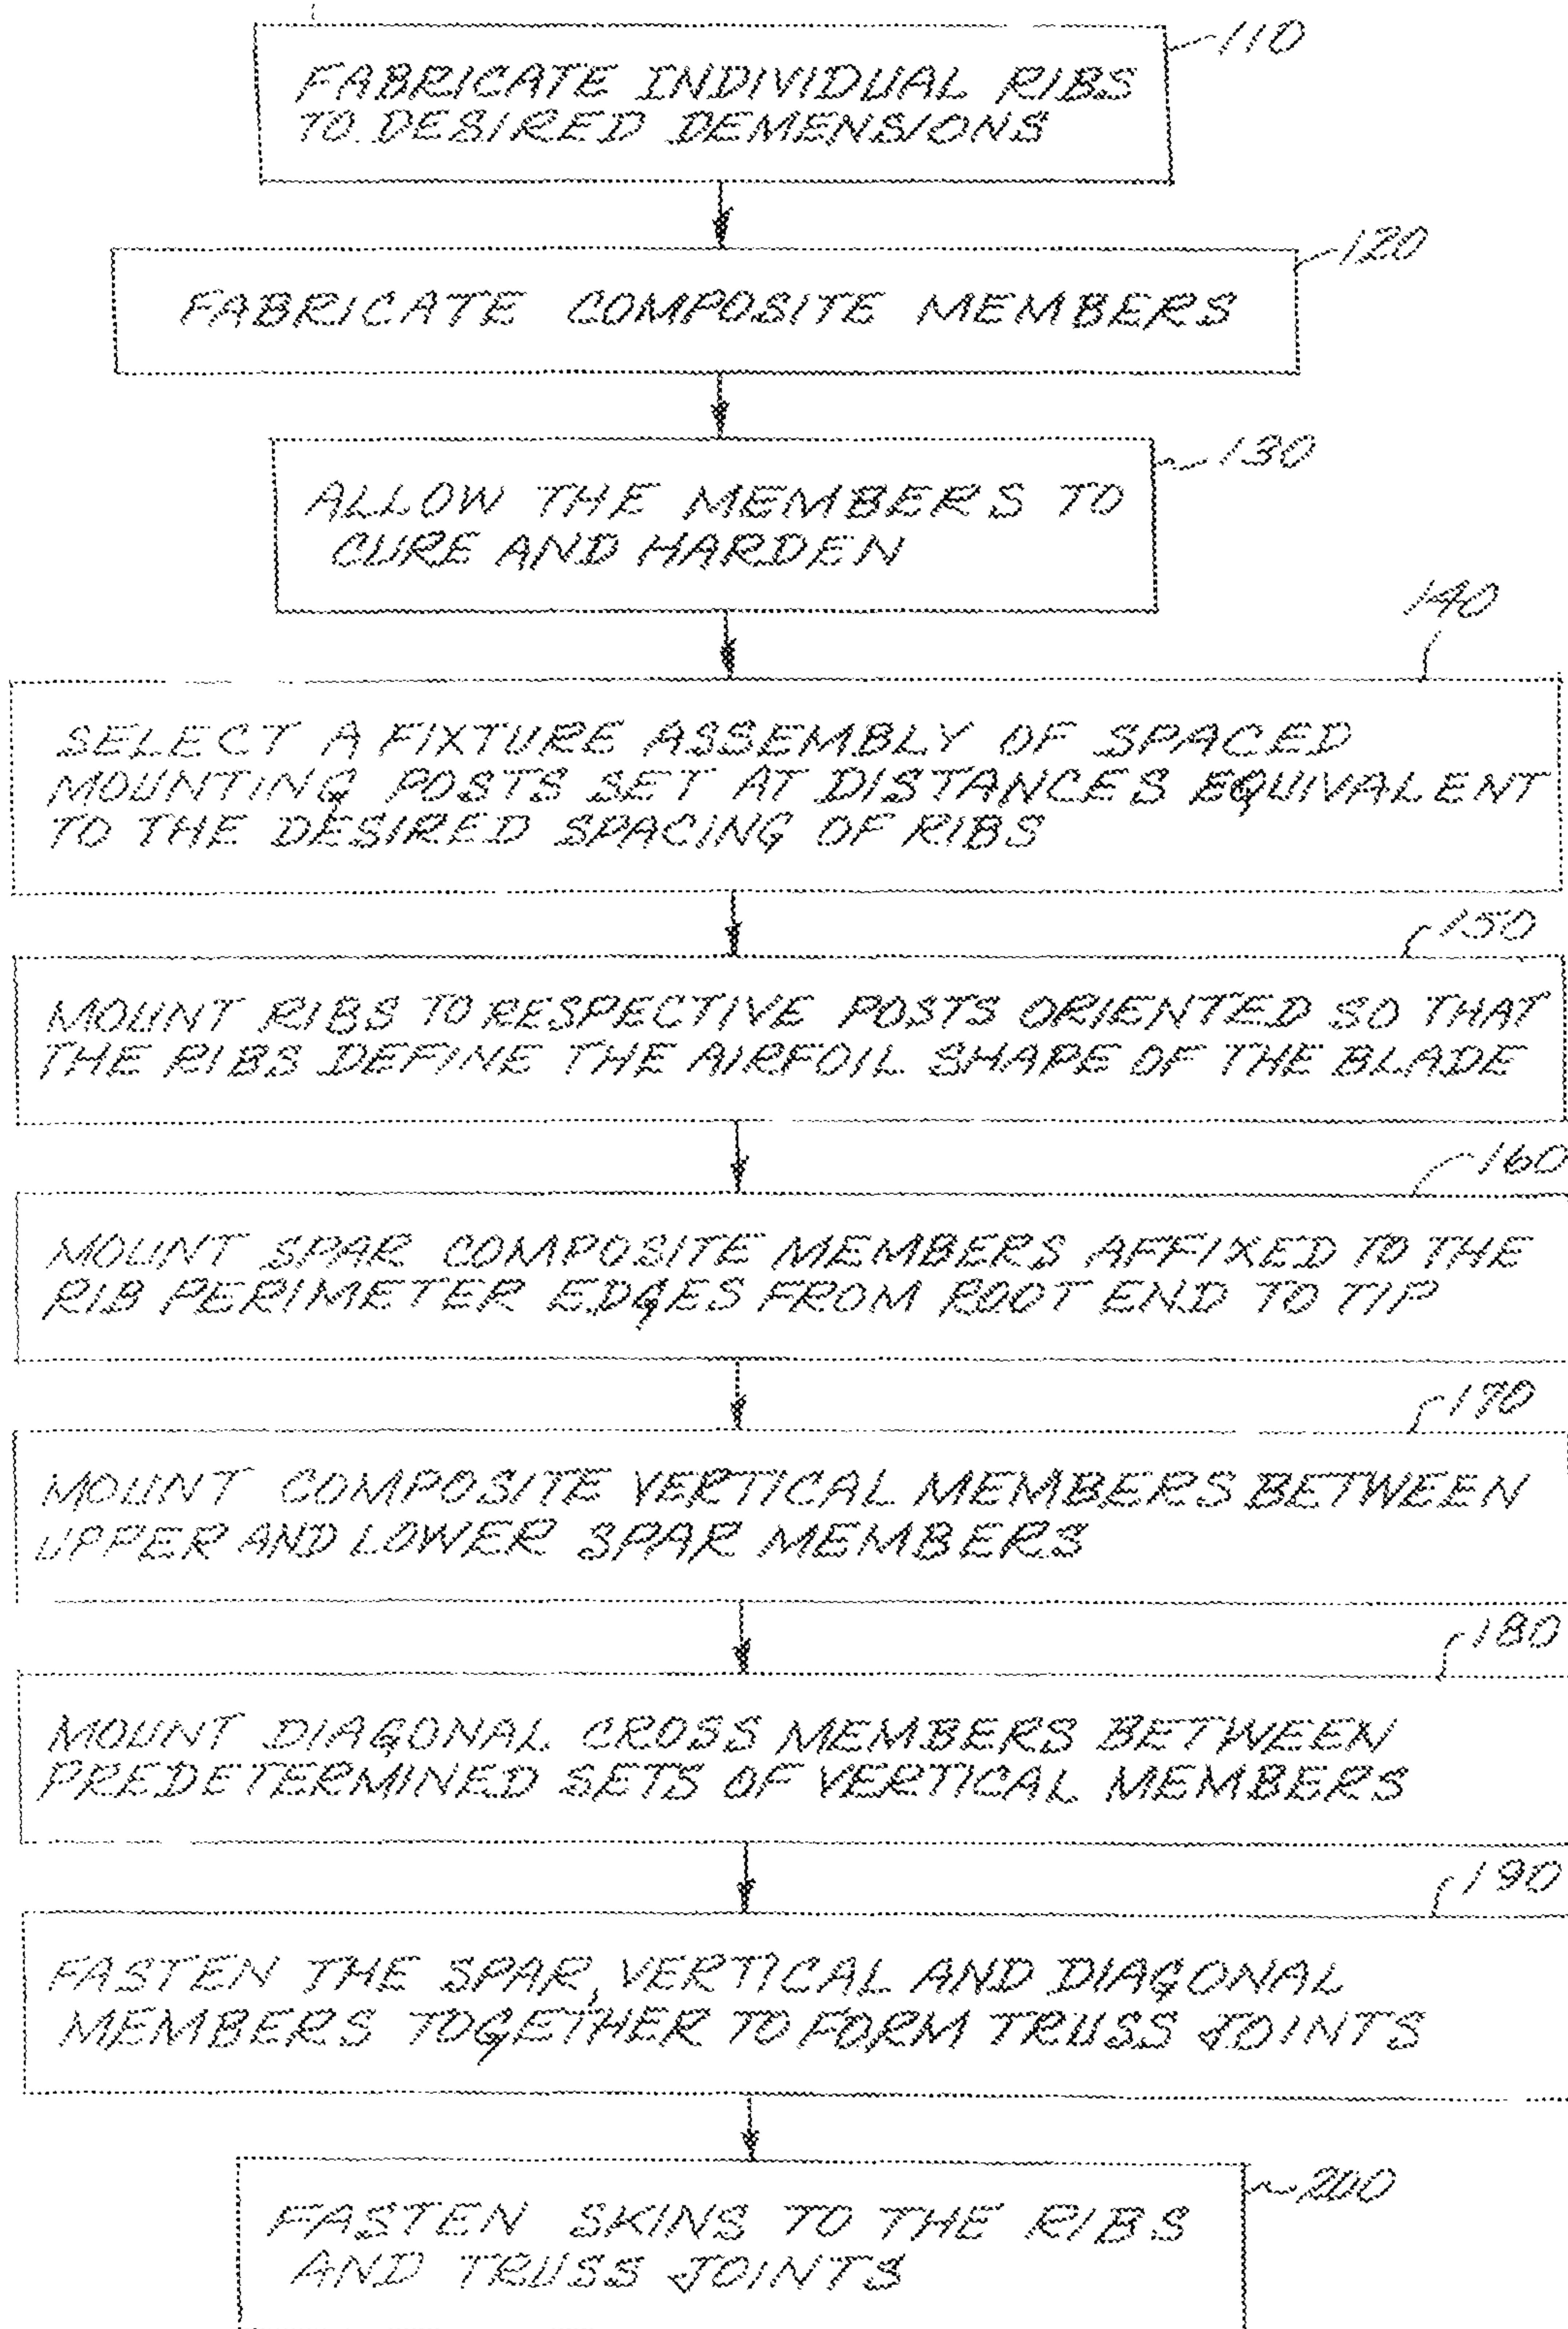 110
FABRICATE INDIVIDUAL RIBS
TO DESIRED DEMENSIONS
120
FABRICATE COMPOSITE MEMBERS
130
ALLOW THE MEMBERS TO
CURE AND HARDEN
140
SELECT A FIXTURE ASSEMBLY OF SPACED
MOUNTING POSTS SET AT DISTANCES EQUIVALENT
TO THE DESIRED SPACING OF RIBS
150
MOUNT RIBS TO RESPECTIVE POSTS ORIENTED SO THAT
THE RIBS DEFINE THE AIRFOIL SHAPE OF THE BLADE
160
MOUNT SPAR COMPOSITE MEMBERS AFFIXED TO THE
RIB PERIMETER EDGES FROM ROOT END TO TIP
170
MOUNT COMPOSITE VERTICAL MEMBERS BETWEEN
UPPER AND LOWER SPAR MEMBERS
180
MOUNT DIAGONAL CROSS MEMBERS BETWEEN
PREDETERMINED SETS OF VERTICAL MEMBERS
190
FASTEN THE SPAR, VERTICAL AND DIAGONAL
MEMBERS TOGETHER TO FORM TRUSS JOINTS
200
FASTEN SKINS TO THE RIBS
AND TRUSS JOINTS